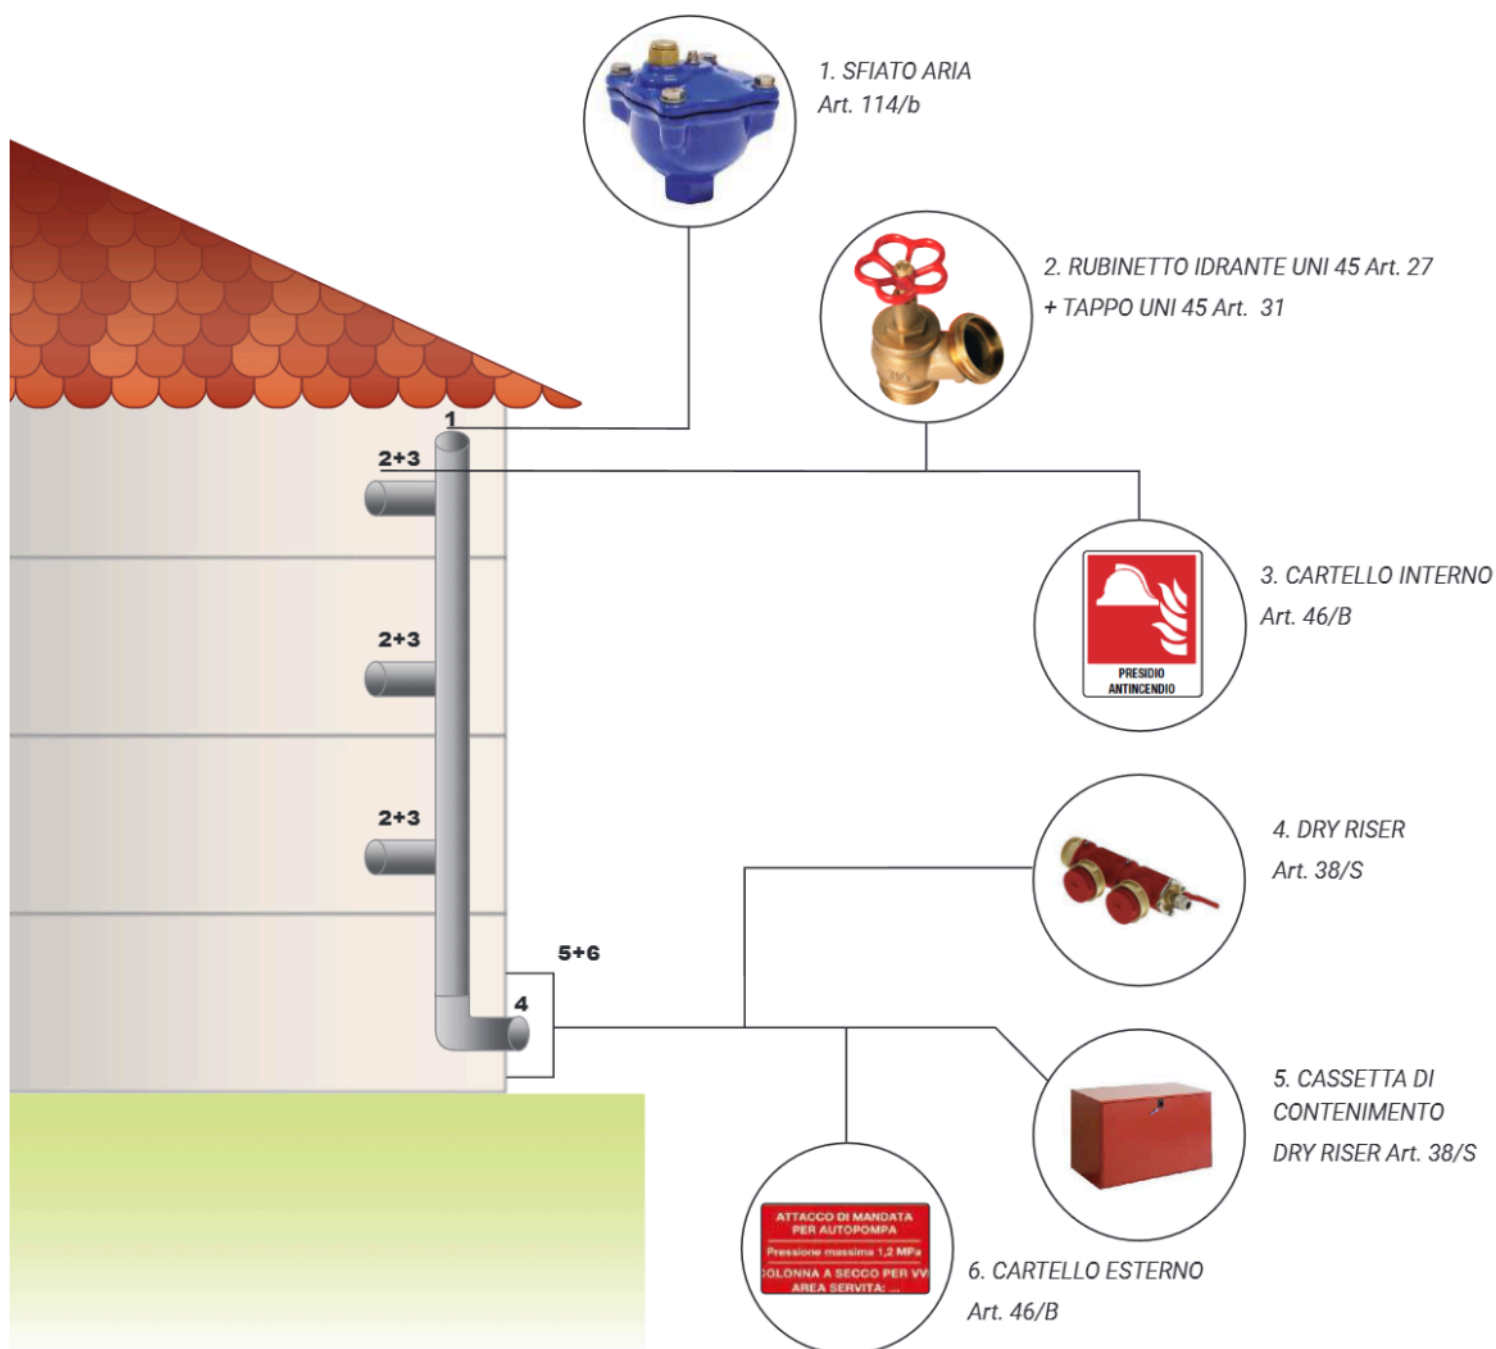 1. SFIATO ARIA
Art. 114/b
2. RUBINETTO IDRANTE UNI 45 Art. 27
+ TAPPO UNI 45 Art. 31
1
2+3
3. CARTELLO INTERNO
Art. 46/B
PRESIDIO
ANTINCENDIO
2+3
2+3
4. DRY RISER
Art. 38/S
5+6
4
5. CASSETTA DI
CONTENIMENTO
DRY RISER Art. 38/S
ATTACCO DI MANDATA
PER AUTOPOMPA
Pressione massima 1,2 MPa
COLONNA A SECCO PER VV
AREA SERVITA: ...
6. CARTELLO ESTERNO
Art. 46/B